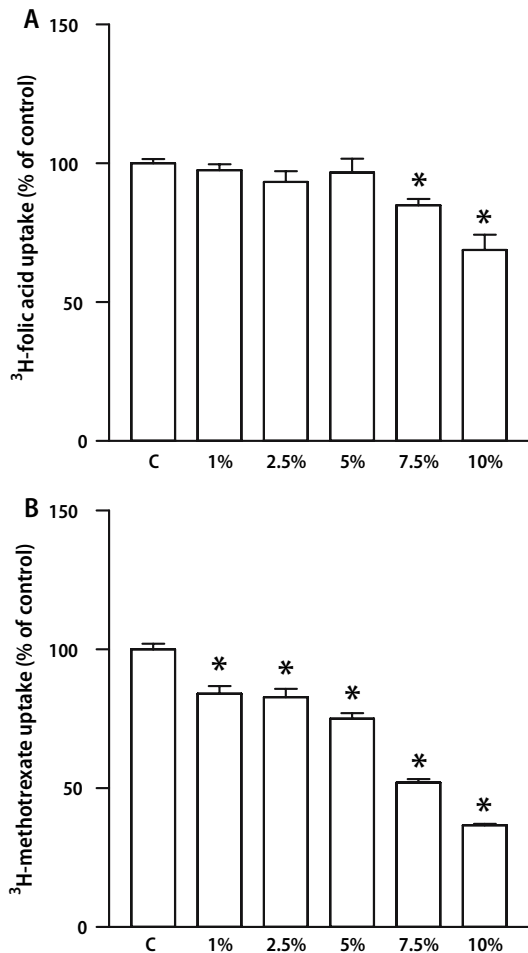 A
150
100
50
0
³H-folic acid uptake (% of control)
* *
C 1% 2.5% 5% 7.5% 10%
B
150
100
50
0
³H-methotrexate uptake (% of control)
* * * * *
C 1% 2.5% 5% 7.5% 10%